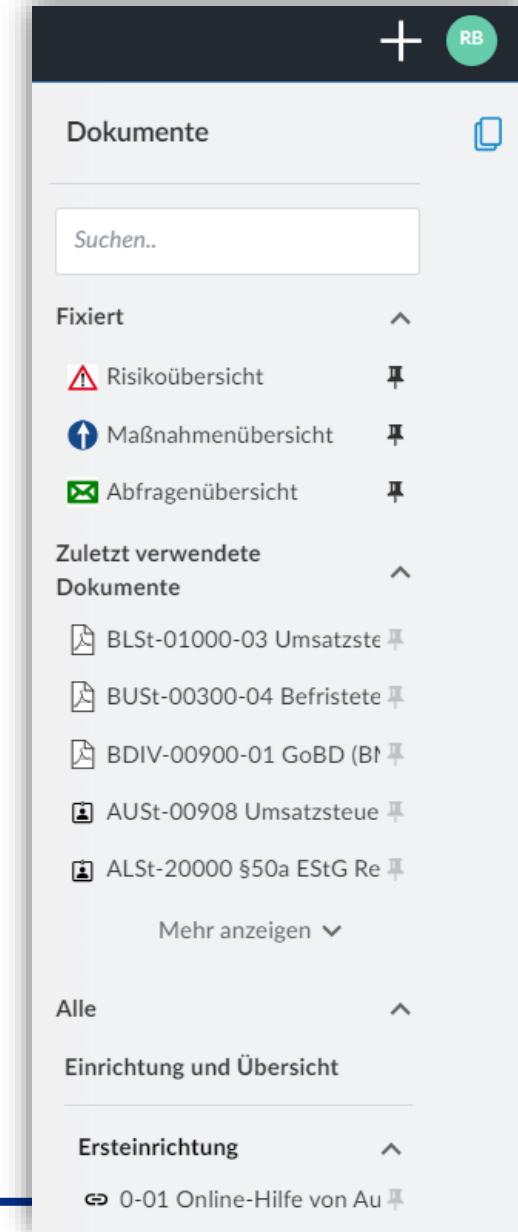 RB
Dokumente
Suchen..
Fixiert
Risikoübersicht
Maßnahmenübersicht
Abfragenübersicht
Zuletzt verwendete
Dokumente
BLSt-01000-03 Umsatzste
BUSt-00300-04 Befristete
BDIV-00900-01 GoBD (BM
AUSt-00908 Umsatzsteue
ALSt-20000 §50a EStG Re
Mehr anzeigen
Alle
Einrichtung und Übersicht
Ersteinrichtung
0-01 Online-Hilfe von Au